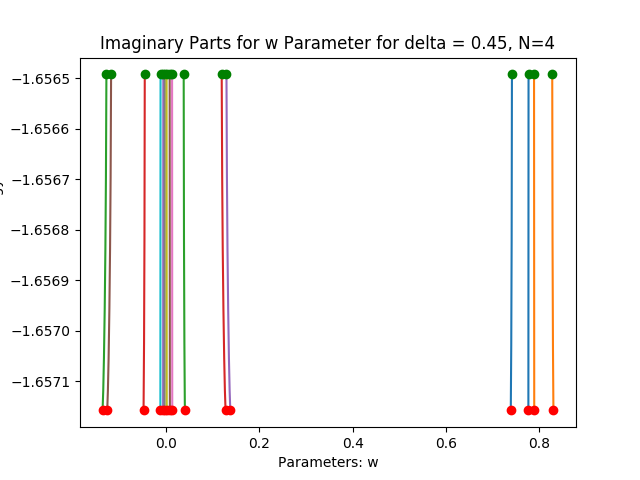 Imaginary Parts for w Parameter for delta = 0.45, N=4
−1.6565
−1.6566
−1.6567
−1.6568
−1.6569
−1.6570
−1.6571
0.0 0.2 0.4 0.6 0.8
Parameters: w